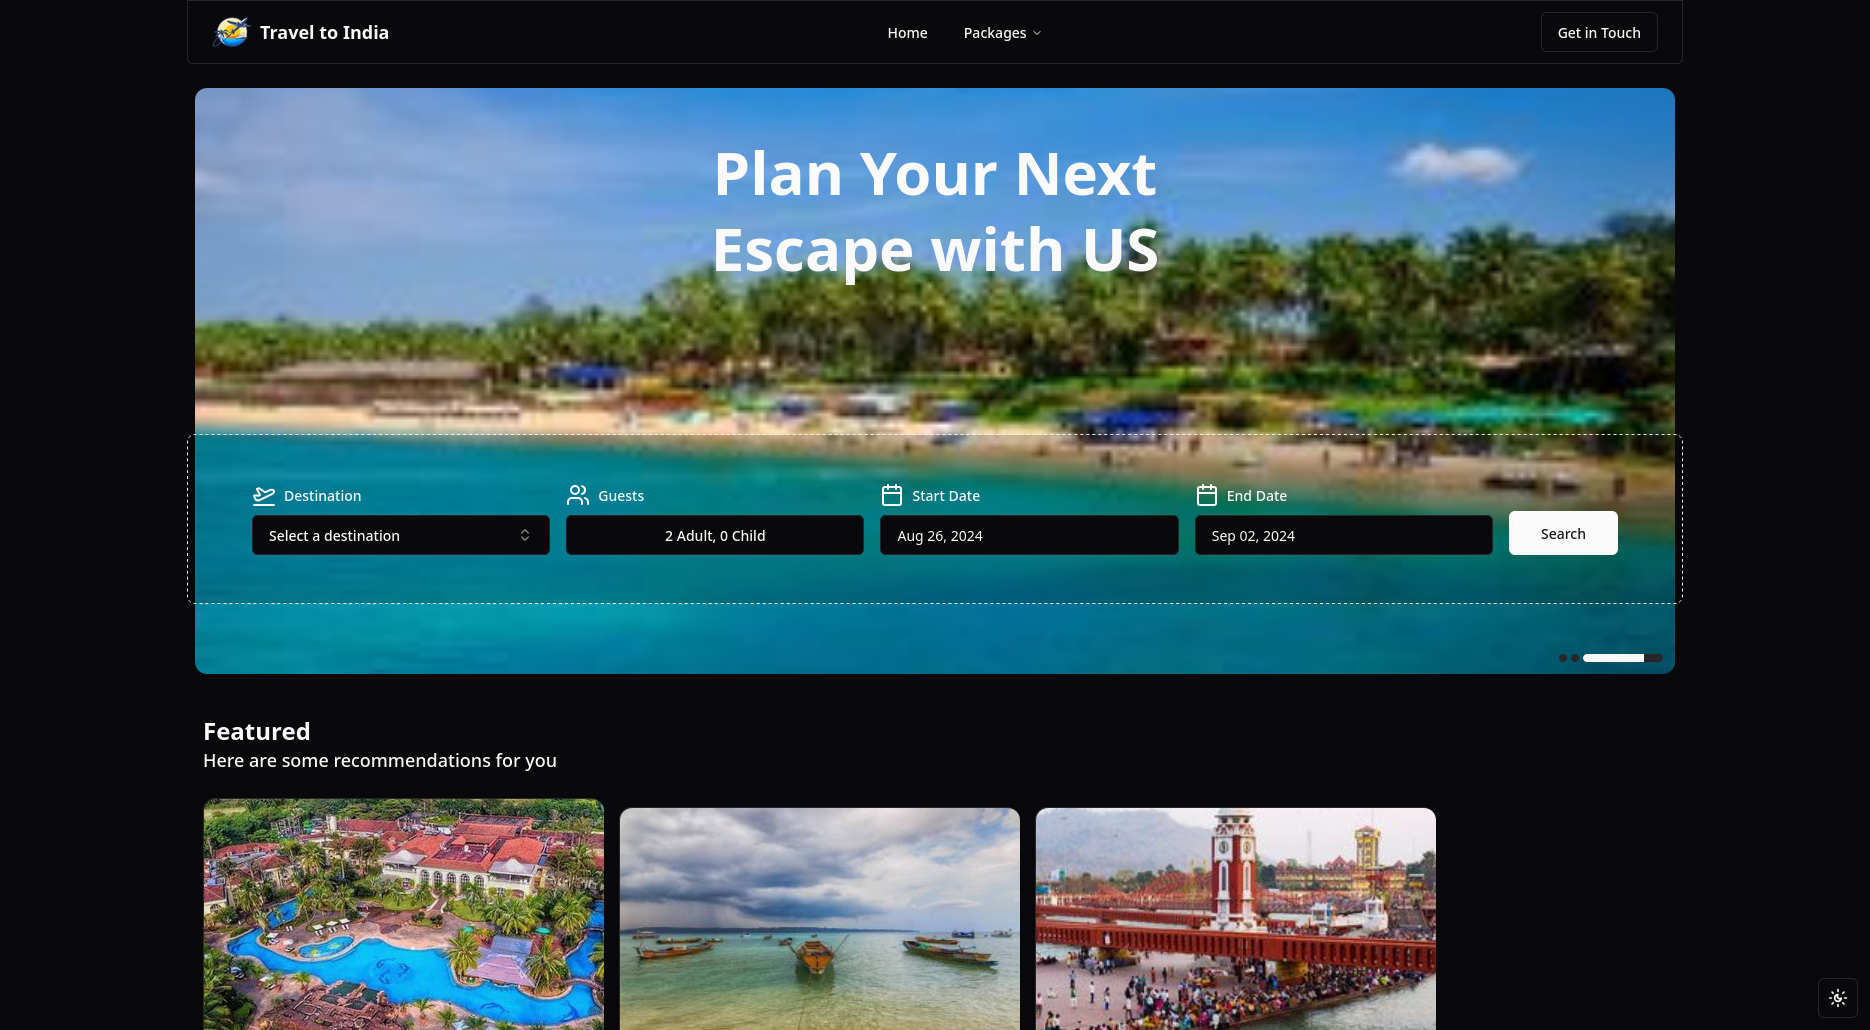 Travel to India
Home
Packages
Get in Touch
Plan Your Next
Escape with US
Destination
Guests
Start Date
End Date
Select a destination
2 Adult, 0 Child
Aug 26, 2024
Sep 02, 2024
Search
Featured
Here are some recommendations for you